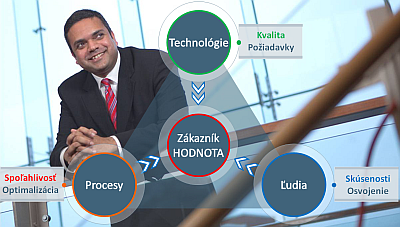 Technológie
Kvalita
Požiadavky
Zákazník
HODNOTA
Spoľahlivosť
Optimalizácia
Procesy
Ľudia
Skúsenosti
Osvojenie